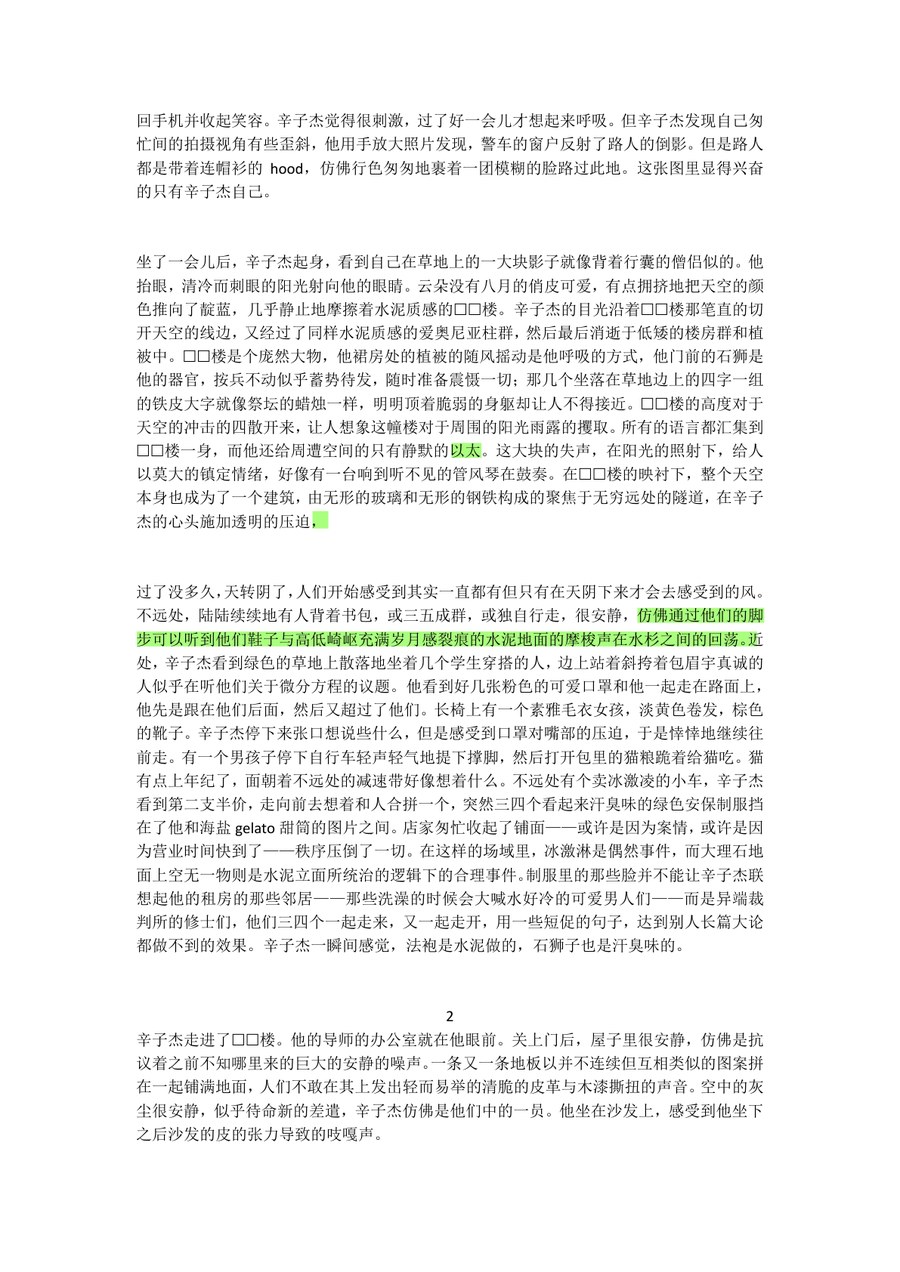 回手机并收起笑容。辛子杰觉得很刺激，过了好一会儿才想起来呼吸。但辛子杰发现自己匆
忙间的拍摄视角有些歪斜，他用手放大照片发现，警车的窗户反射了路人的倒影。但是路人
都是带着连帽衫的 hood，仿佛行色匆匆地裹着一团模糊的脸路过此地。这张图里显得兴奋
的只有辛子杰自己。
坐了一会儿后，辛子杰起身，看到自己在草地上的一大块影子就像背着行囊的僧侣似的。他
抬眼，清冷而刺眼的阳光射向他的眼睛。云朵没有八月的俏皮可爱，有点拥挤地把天空的颜
色推向了靛蓝，几乎静止地摩擦着水泥质感的□□楼。辛子杰的目光沿着□□楼那笔直的切
开天空的线边，又经过了同样水泥质感的爱奥尼亚柱群，然后最后消逝于低矮的楼房群和植
被中。□□楼是个庞然大物，他裙房处的植被的随风摇动是他呼吸的方式，他门前的石狮是
他的器官，按兵不动似乎蓄势待发，随时准备震慑一切；那几个坐落在草地边上的四字一组
的铁皮大字就像祭坛的蜡烛一样，明明顶着脆弱的身躯却让人不得接近。□□楼的高度对于
天空的冲击的四散开来，让人想象这幢楼对于周围的阳光雨露的攫取。所有的语言都汇集到
□□楼一身，而他还给周遭空间的只有静默的以太。这大块的失声，在阳光的照射下，给人
以莫大的镇定情绪，好像有一台响到听不见的管风琴在鼓奏。在□□楼的映衬下，整个天空
本身也成为了一个建筑，由无形的玻璃和无形的钢铁构成的聚焦于无穷远处的隧道，在辛子
杰的心头施加透明的压迫，
过了没多久，天转阴了，人们开始感受到其实一直都有但只有在天阴下来才会去感受到的风。
不远处，陆陆续续地有人背着书包，或三五成群，或独自行走，很安静，仿佛通过他们的脚
步可以听到他们鞋子与高低崎岖充满岁月感裂痕的水泥地面的摩梭声在水杉之间的回荡。近
处，辛子杰看到绿色的草地上散落地坐着几个学生穿搭的人，边上站着斜挎着包眉宇真诚的
人似乎在听他们关于微分方程的议题。他看到好几张粉色的可爱口罩和他一起走在路面上，
他先是跟在他们后面，然后又超过了他们。长椅上有一个素雅毛衣女孩，淡黄色卷发，棕色
的靴子。辛子杰停下来张口想说些什么，但是感受到口罩对嘴部的压迫，于是悻悻地继续往
前走。有一个男孩子停下自行车轻声轻气地提下撑脚，然后打开包里的猫粮跪着给猫吃。猫
有点上年纪了，面朝着不远处的减速带好像想着什么。不远处有个卖冰激凌的小车，辛子杰
看到第二支半价，走向前去想着和人合拼一个，突然三四个看起来汗臭味的绿色安保制服挡
在了他和海盐 gelato 甜筒的图片之间。店家匆忙收起了铺面——或许是因为案情，或许是因
为营业时间快到了——秩序压倒了一切。在这样的场域里，冰激淋是偶然事件，而大理石地
面上空无一物则是水泥立面所统治的逻辑下的合理事件。制服里的那些脸并不能让辛子杰联
想起他的租房的那些邻居——那些洗澡的时候会大喊水好冷的可爱男人们——而是异端裁
判所的修士们，他们三四个一起走来，又一起走开，用一些短促的句子，达到别人长篇大论
都做不到的效果。辛子杰一瞬间感觉，法袍是水泥做的，石狮子也是汗臭味的。
2
辛子杰走进了□□楼。他的导师的办公室就在他眼前。关上门后，屋子里很安静，仿佛是抗
议着之前不知哪里来的巨大的安静的噪声。一条又一条地板以并不连续但互相类似的图案拼
在一起铺满地面，人们不敢在其上发出轻而易举的清脆的皮革与木漆撕扭的声音。空中的灰
尘很安静，似乎待命新的差遣，辛子杰仿佛是他们中的一员。他坐在沙发上，感受到他坐下
之后沙发的皮的张力导致的吱嘎声。